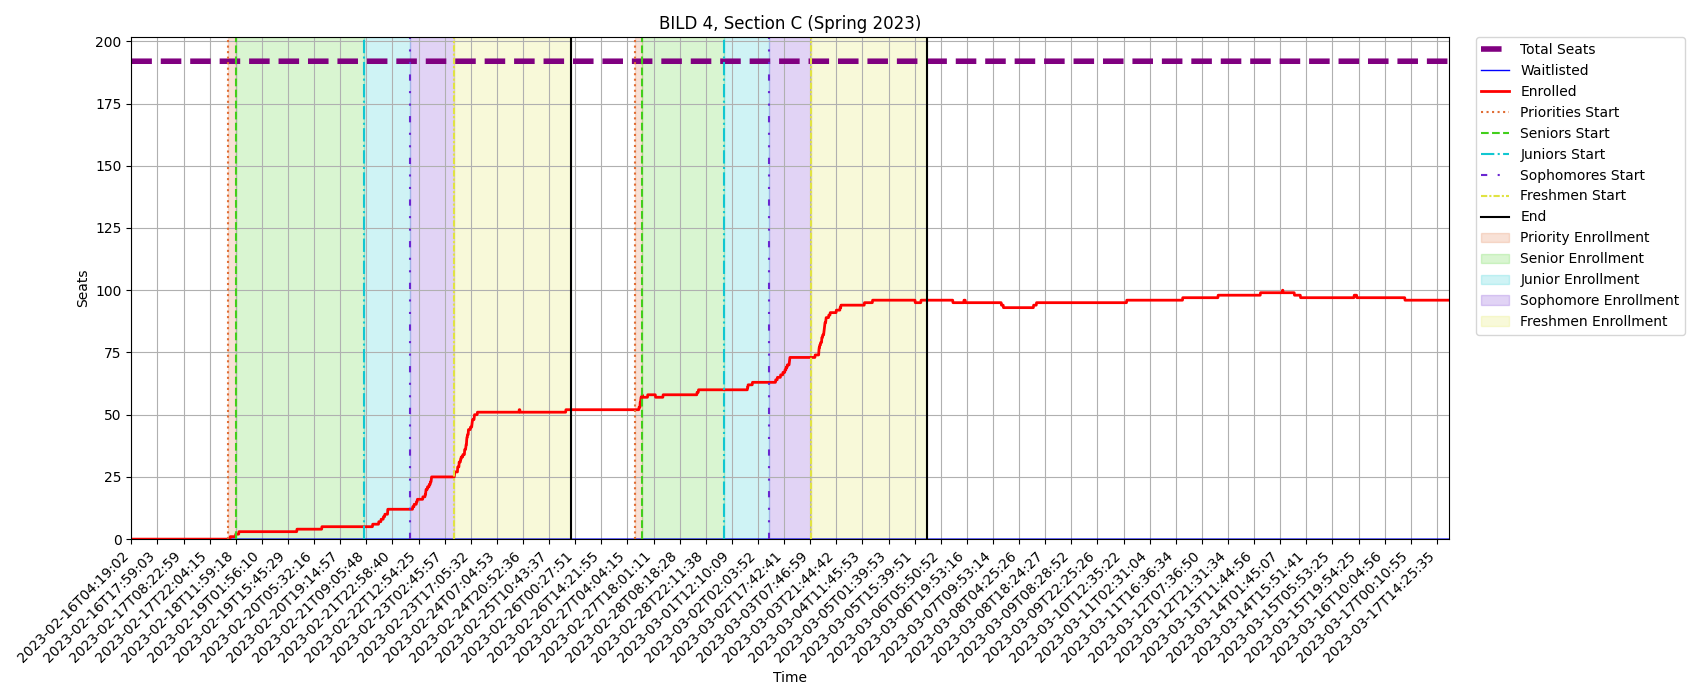 BILD 4, Section C (Spring 2023)
200
175
150
125
100
75
50
25
0
Seats
2023-02-16T04:19:02
2023-02-16T17:59:03
2023-02-17T08:22:59
2023-02-17T22:04:15
2023-02-18T11:59:18
2023-02-19T01:56:10
2023-02-19T15:45:29
2023-02-20T05:32:16
2023-02-20T19:14:57
2023-02-21T09:05:48
2023-02-21T22:58:40
2023-02-22T12:54:25
2023-02-23T02:45:57
2023-02-23T17:05:32
2023-02-24T07:04:53
2023-02-24T20:52:36
2023-02-25T10:43:37
2023-02-26T00:27:51
2023-02-26T14:21:55
2023-02-27T04:04:15
2023-02-27T18:01:11
2023-02-28T08:18:28
2023-02-28T22:11:38
2023-03-01T12:10:09
2023-03-02T02:03:52
2023-03-02T17:42:41
2023-03-03T07:46:59
2023-03-03T21:44:42
2023-03-04T11:45:53
2023-03-05T01:39:53
2023-03-05T15:39:51
2023-03-06T05:50:52
2023-03-06T19:53:16
2023-03-07T09:53:14
2023-03-08T04:25:26
2023-03-08T18:24:27
2023-03-09T08:28:52
2023-03-09T22:25:26
2023-03-10T12:35:22
2023-03-11T02:31:04
2023-03-11T16:36:34
2023-03-12T07:36:50
2023-03-12T21:31:34
2023-03-13T11:44:56
2023-03-14T01:45:07
2023-03-14T15:51:41
2023-03-15T05:53:25
2023-03-15T19:54:25
2023-03-16T10:04:56
2023-03-17T00:10:55
2023-03-17T14:25:35
Time
Total Seats
Waitlisted
Enrolled
Priorities Start
Seniors Start
Juniors Start
Sophomores Start
Freshmen Start
End
Priority Enrollment
Senior Enrollment
Junior Enrollment
Sophomore Enrollment
Freshmen Enrollment